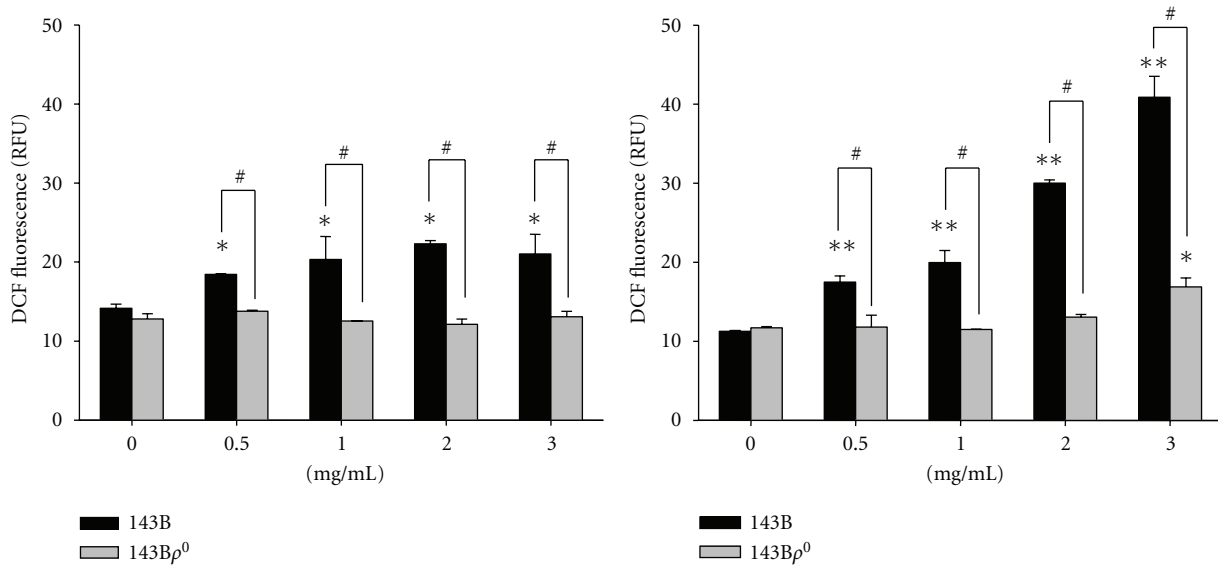 50
40
30
20
10
0
DCF fluorescence (RFU)
# # # #
* * * *
0 0.5 1 2 3
(mg/mL)
143B
143Bρ⁰
50
40
30
20
10
0
DCF fluorescence (RFU)
# # # #
** ** ** ** *
0 0.5 1 2 3
(mg/mL)
143B
143Bρ⁰